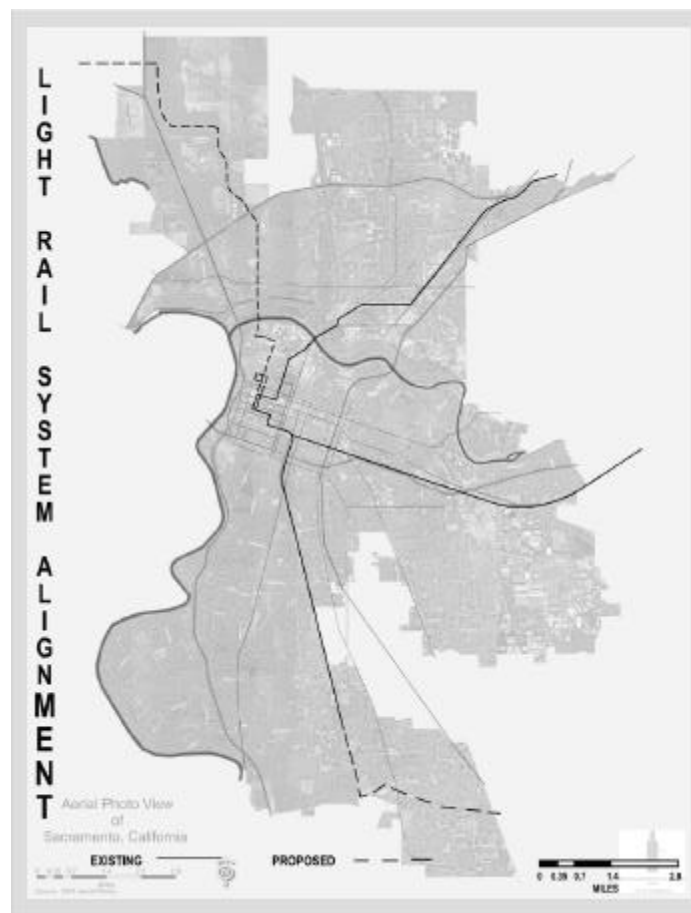 LIGHT RAIL SYSTEM ALIGNMENT
Aerial Photo View
of
Sacramento, California
EXISTING
PROPOSED
0 0.35 0.7 1.4 2.8
MILES